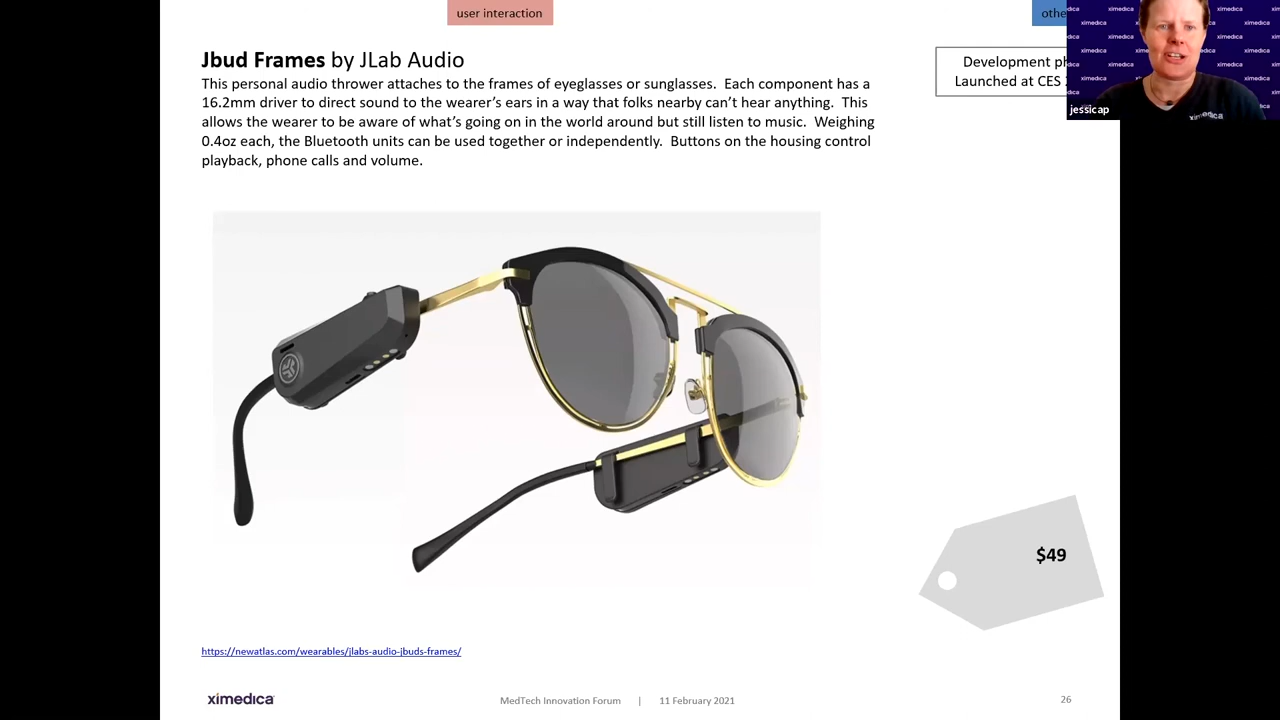 user interaction
othe
Jbud Frames by JLab Audio
This personal audio thrower attaches to the frames of eyeglasses or sunglasses.  Each component has a
16.2mm driver to direct sound to the wearer's ears in a way that folks nearby can't hear anything.  This
allows the wearer to be aware of what's going on in the world around but still listen to music.  Weighing
0.4oz each, the Bluetooth units can be used together or independently.  Buttons on the housing control
playback, phone calls and volume.
Development
Launched at CES
jessicap
ximedica
$49
https://newatlas.com/wearables/jlabs-audio-jbuds-frames/
ximedica
MedTech Innovation Forum | 11 February 2021
26